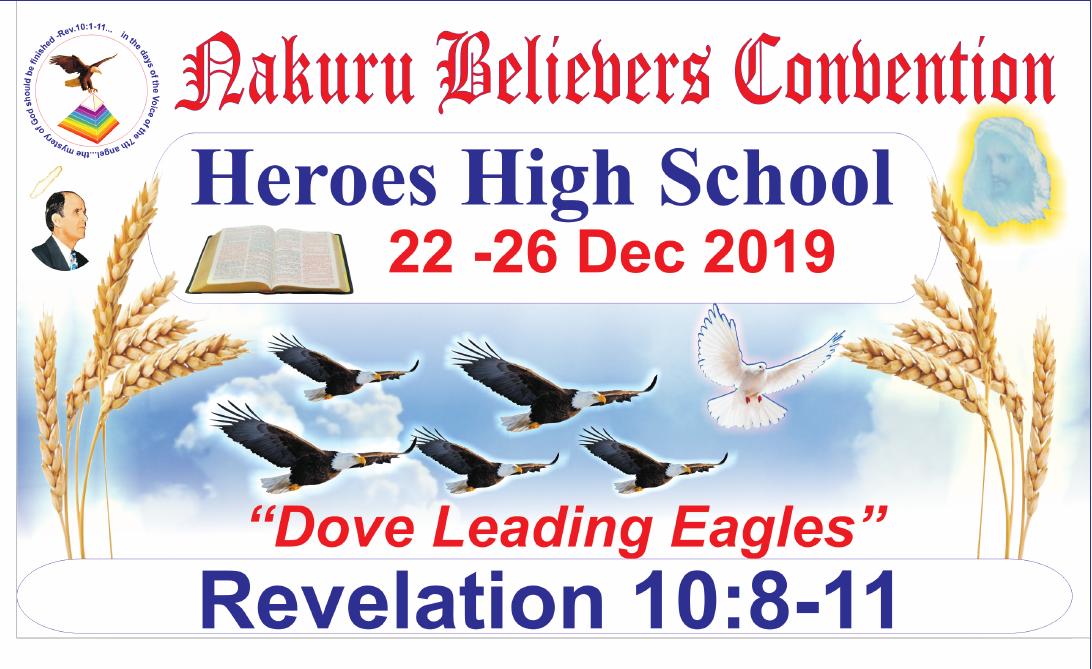 in the days of the Voice of the 7th angel...the mystery of God should be finished -Rev.10:1-11...
Nakuru Believers Convention
Heroes High School
22 -26 Dec 2019
“Dove Leading Eagles”
Revelation 10:8-11